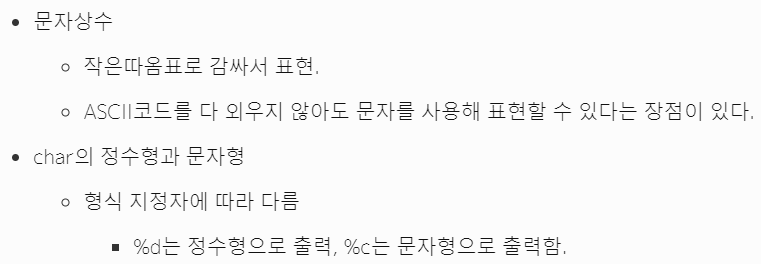 문자상수
작은따옴표로 감싸서 표현.
ASCII코드를 다 외우지 않아도 문자를 사용해 표현할 수 있다는 장점이 있다.
char의 정수형과 문자형
형식 지정자에 따라 다름
%d는 정수형으로 출력, %c는 문자형으로 출력함.